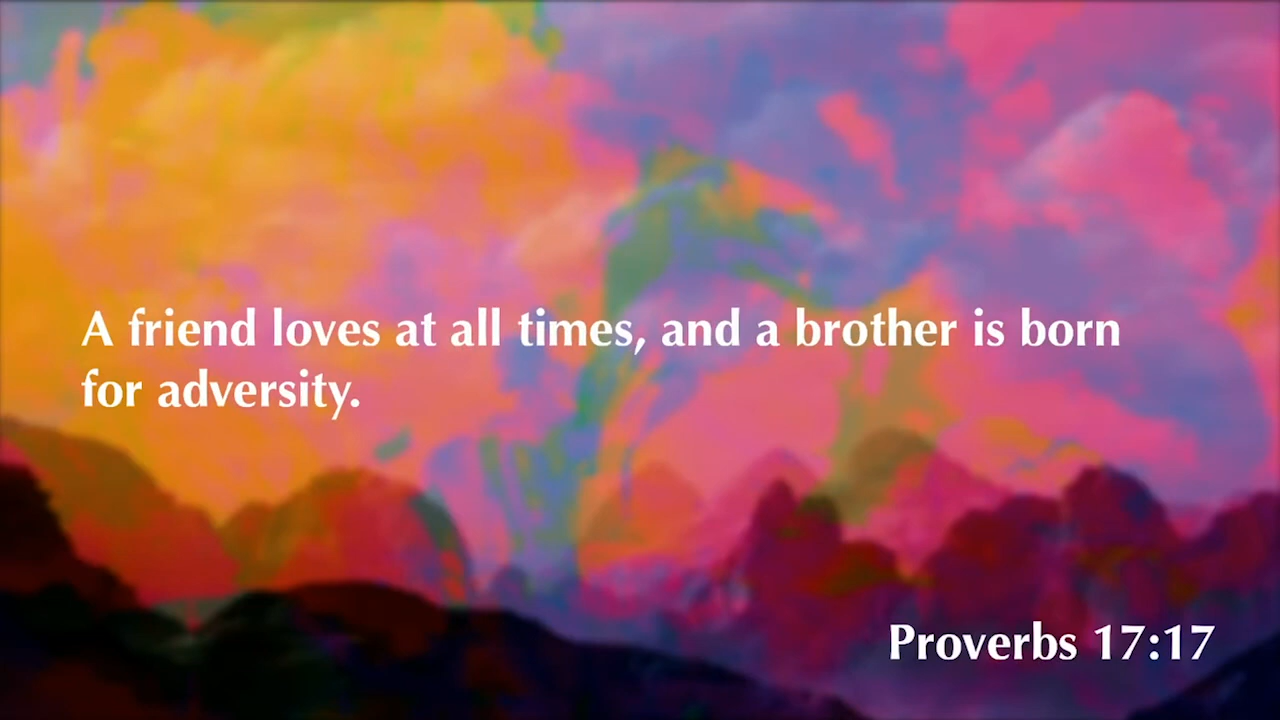 A friend loves at all times, and a brother is born
for adversity.
Proverbs 17:17